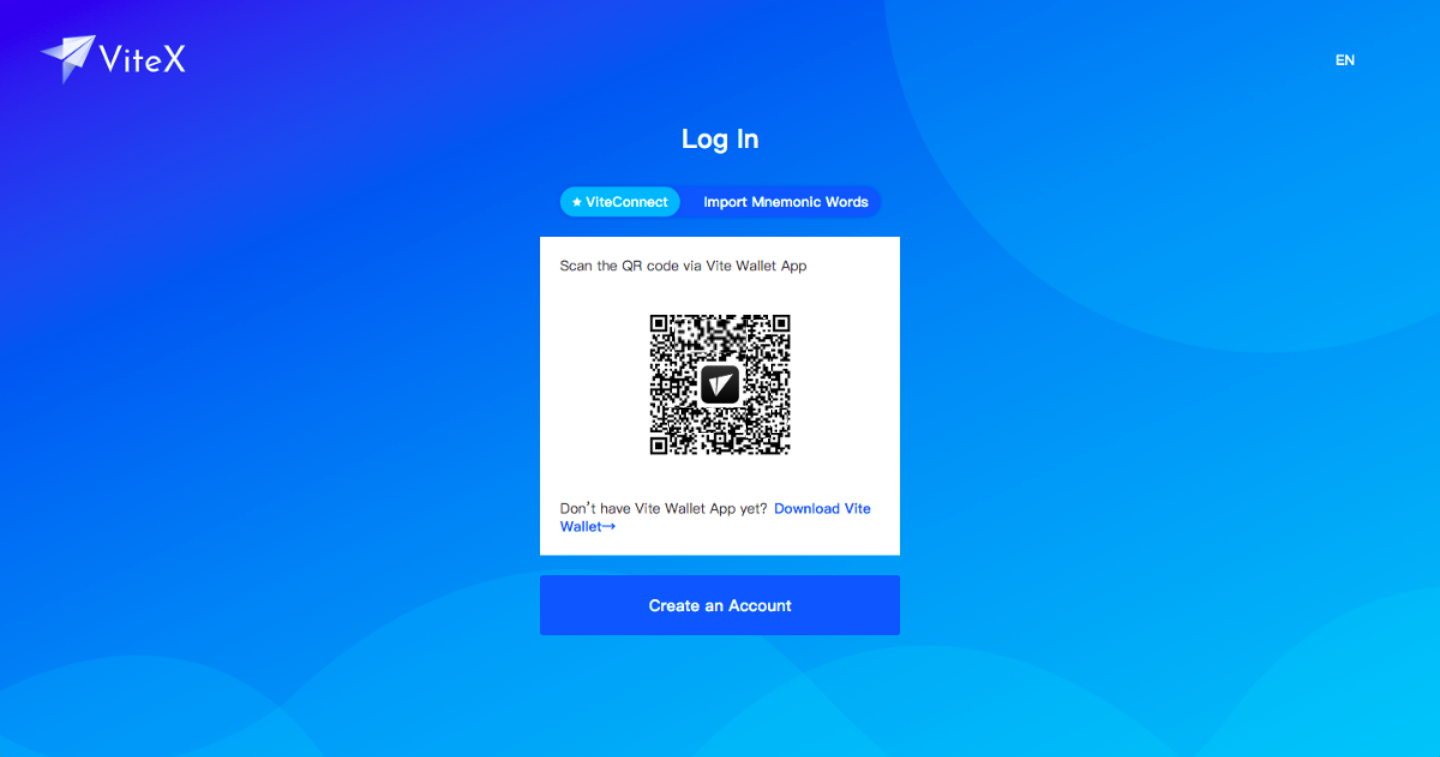 ViteX
EN
Log In
★ ViteConnect
Import Mnemonic Words
Scan the QR code via Vite Wallet App
Don't have Vite Wallet App yet? Download Vite
Wallet→
Create an Account